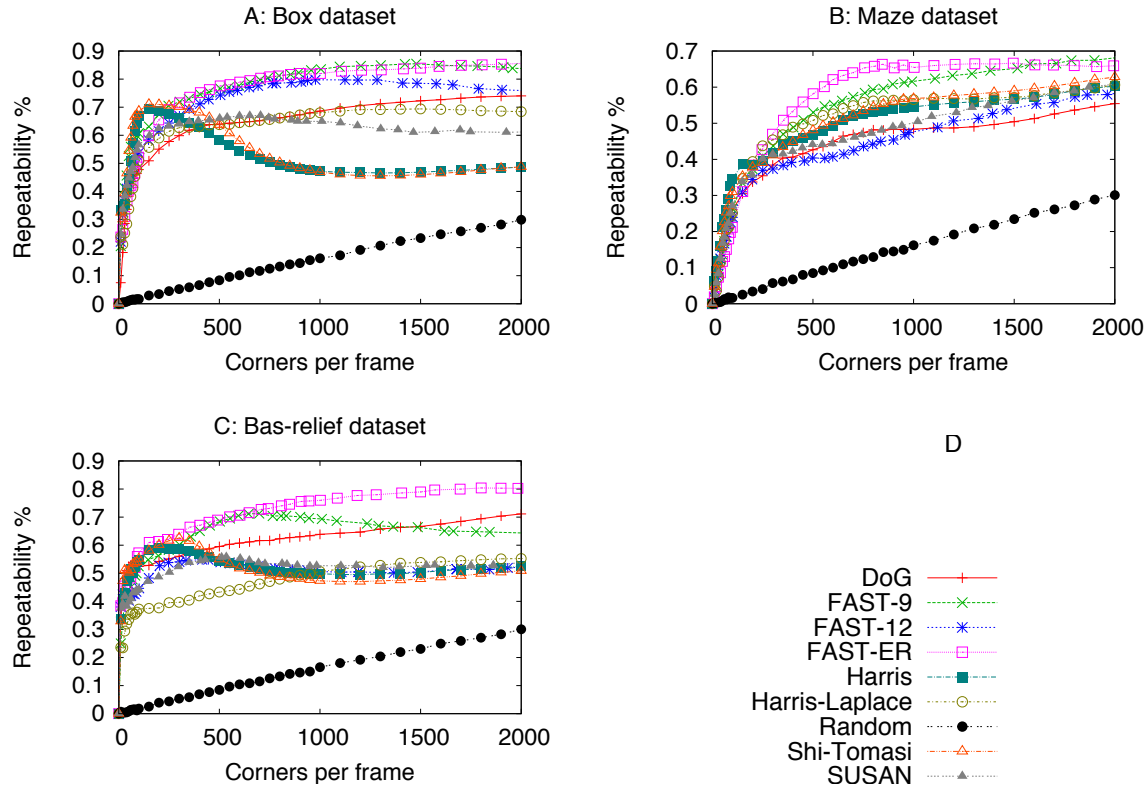 A: Box dataset
Repeatability %
0.9
0.8
0.7
0.6
0.5
0.4
0.3
0.2
0.1
0
0 500 1000 1500 2000
Corners per frame
B: Maze dataset
Repeatability %
0.7
0.6
0.5
0.4
0.3
0.2
0.1
0
0 500 1000 1500 2000
Corners per frame
C: Bas-relief dataset
Repeatability %
0.9
0.8
0.7
0.6
0.5
0.4
0.3
0.2
0.1
0
0 500 1000 1500 2000
Corners per frame
D
DoG
FAST-9
FAST-12
FAST-ER
Harris
Harris-Laplace
Random
Shi-Tomasi
SUSAN